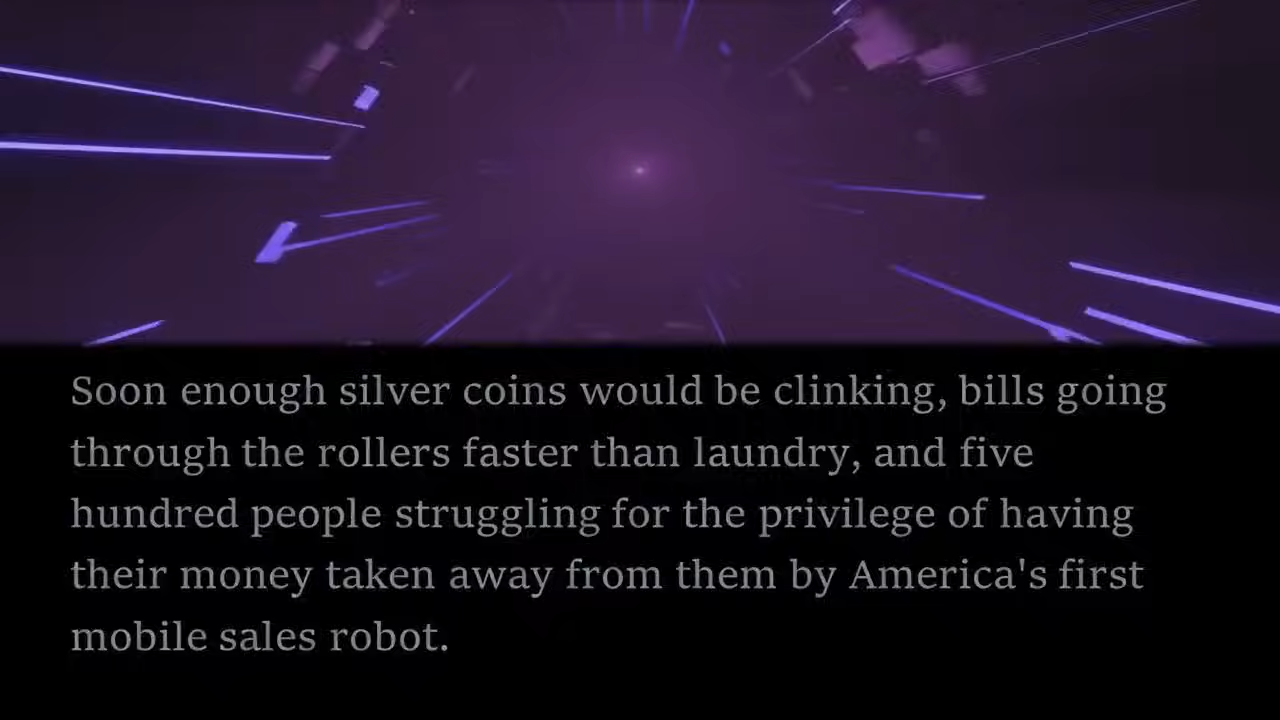 Soon enough silver coins would be clinking, bills going
through the rollers faster than laundry, and five
hundred people struggling for the privilege of having
their money taken away from them by America's first
mobile sales robot.